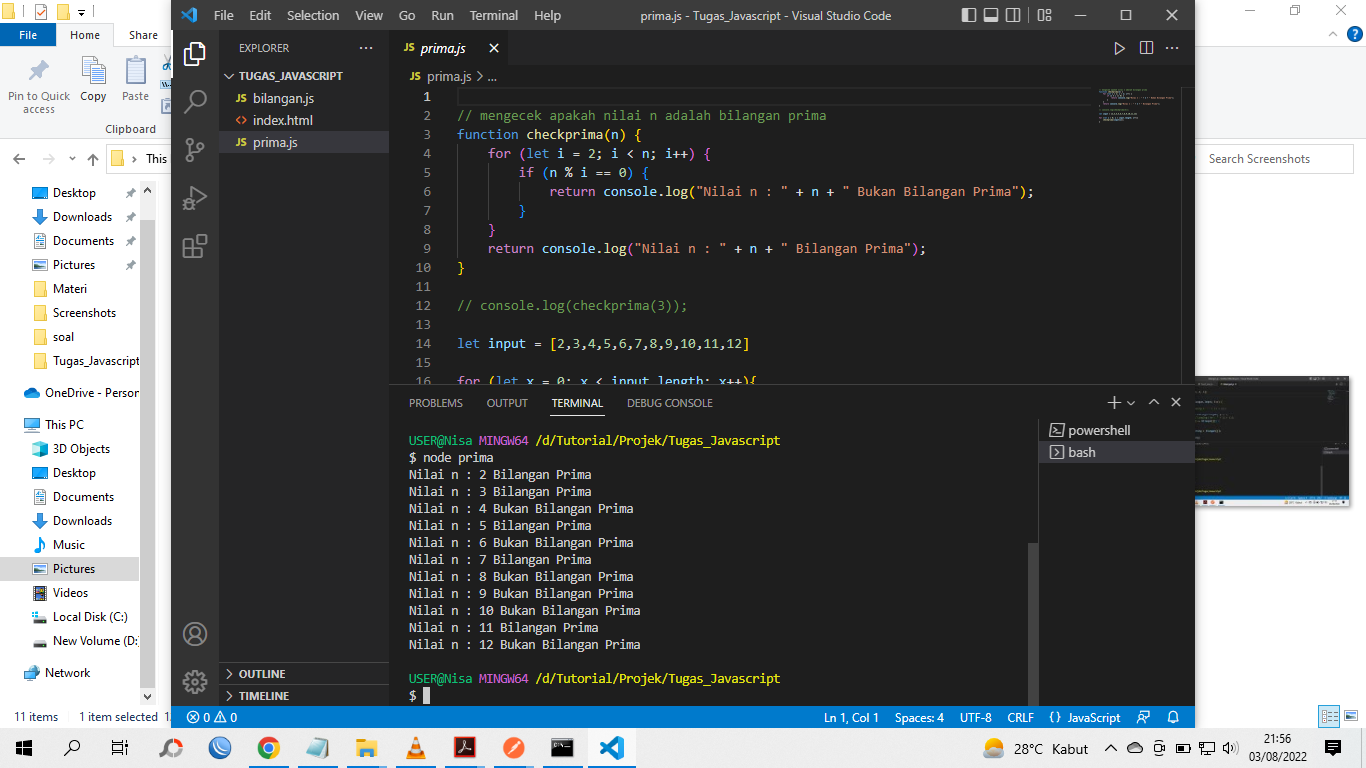 File Edit Selection View Go Run Terminal Help prima.js - Tugas_Javascript - Visual Studio Code
File Home Share
Pin to Quick access
Copy
Paste
Clipboard
This
Search Screenshots
Desktop
Downloads
Documents
Pictures
Materi
Screenshots
soal
Tugas_Javascript
OneDrive - Person
This PC
3D Objects
Desktop
Documents
Downloads
Music
Pictures
Videos
Local Disk (C:)
New Volume (D:
Network
11 items 1 item selected
EXPLORER
TUGAS_JAVASCRIPT
JS bilangan.js
<> index.html
JS prima.js
OUTLINE
TIMELINE
JS prima.js
JS prima.js > ...
1
2 // mengecek apakah nilai n adalah bilangan prima
3 function checkprima(n) {
4 for (let i = 2; i < n; i++) {
5 if (n % i == 0) {
6 return console.log("Nilai n : " + n + " Bukan Bilangan Prima");
7 }
8 }
9 return console.log("Nilai n : " + n + " Bilangan Prima");
10 }
11
12 // console.log(checkprima(3));
13
14 let input = [2,3,4,5,6,7,8,9,10,11,12]
15
16 for (let x = 0; x < input.length; x++){
PROBLEMS OUTPUT TERMINAL DEBUG CONSOLE
USER@Nisa MINGW64 /d/Tutorial/Projek/Tugas_Javascript
$ node prima
Nilai n : 2 Bilangan Prima
Nilai n : 3 Bilangan Prima
Nilai n : 4 Bukan Bilangan Prima
Nilai n : 5 Bilangan Prima
Nilai n : 6 Bukan Bilangan Prima
Nilai n : 7 Bilangan Prima
Nilai n : 8 Bukan Bilangan Prima
Nilai n : 9 Bukan Bilangan Prima
Nilai n : 10 Bukan Bilangan Prima
Nilai n : 11 Bilangan Prima
Nilai n : 12 Bukan Bilangan Prima
USER@Nisa MINGW64 /d/Tutorial/Projek/Tugas_Javascript
$
powershell
bash
0 0
Ln 1, Col 1 Spaces: 4 UTF-8 CRLF {} JavaScript
28°C Kabut
21:56
03/08/2022